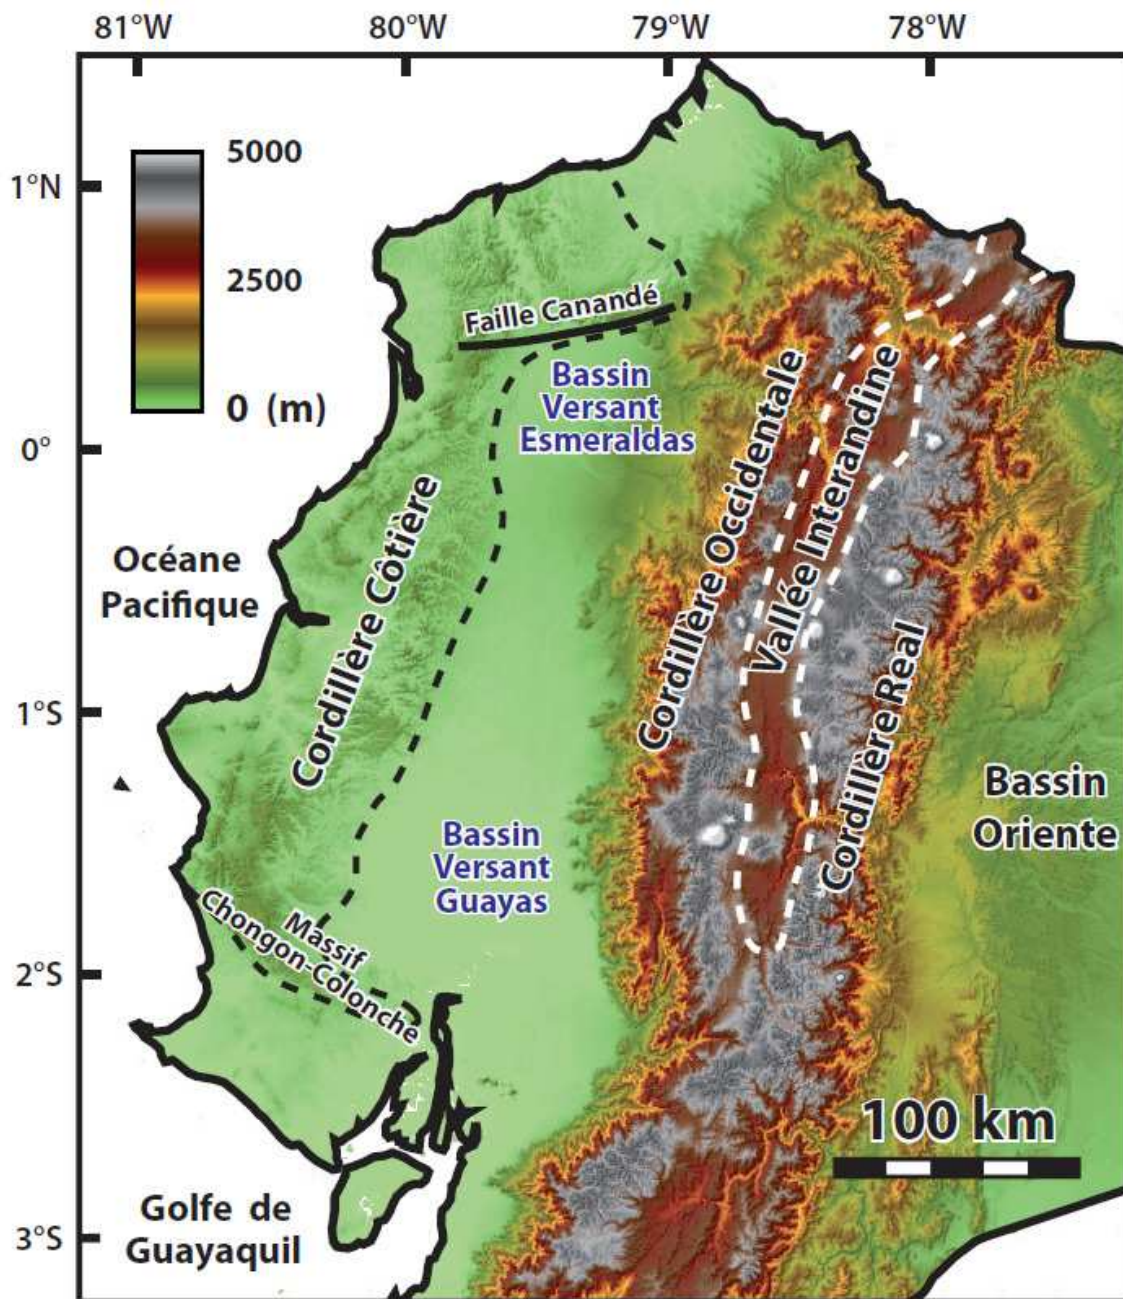 81°W
80°W
79°W
78°W
5000
2500
0 (m)
1°N
0°
1°S
2°S
3°S
Faille Canandé
Bassin
Versant
Esmeraldas
Cordillère Occidentale
Vallée Interandine
Cordillère Côtière
Océane
Pacifique
Cordillère Real
Bassin
Oriente
Bassin
Versant
Guayas
Massif
Chongon-Colonche
100 km
Golfe de
Guayaquil